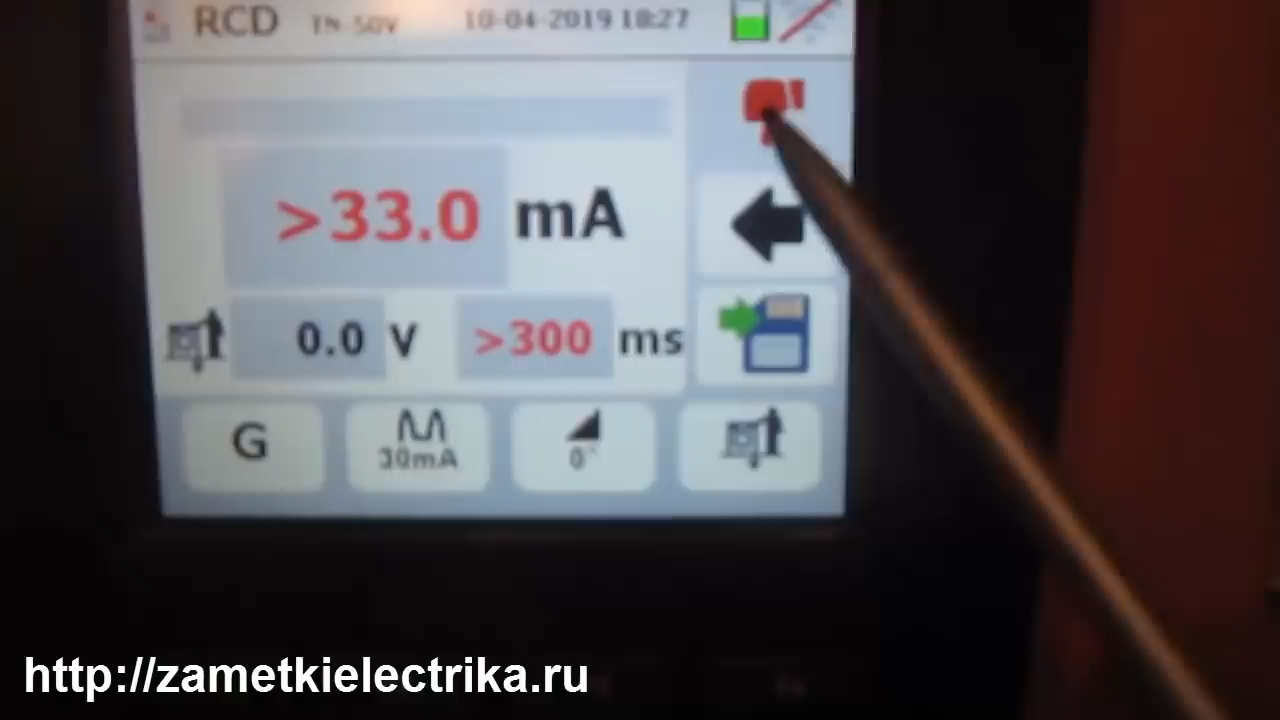 RCD TN-50V 10-04-2019 18:27
>33.0 mA
0.0 V >300 ms
G 30mA 0°
http://zametkielectrika.ru